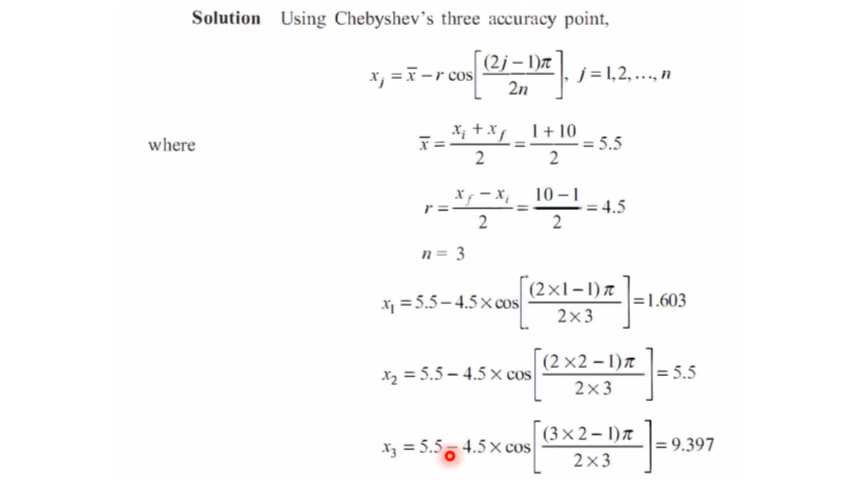 Solution Using Chebyshev's three accuracy point,
x_j = x̅ – r cos[(2j – 1)π / 2n], j = 1,2,..., n
where x̅ = (x_i + x_f) / 2 = (1 + 10) / 2 = 5.5
r = (x_f – x_i) / 2 = (10 – 1) / 2 = 4.5
n = 3
x₁ = 5.5 – 4.5 × cos[(2×1 – 1) π / 2×3] = 1.603
x₂ = 5.5 – 4.5 × cos[(2×2 – 1)π / 2×3] = 5.5
x₃ = 5.5 – 4.5 × cos[(3×2 – 1)π / 2×3] = 9.397